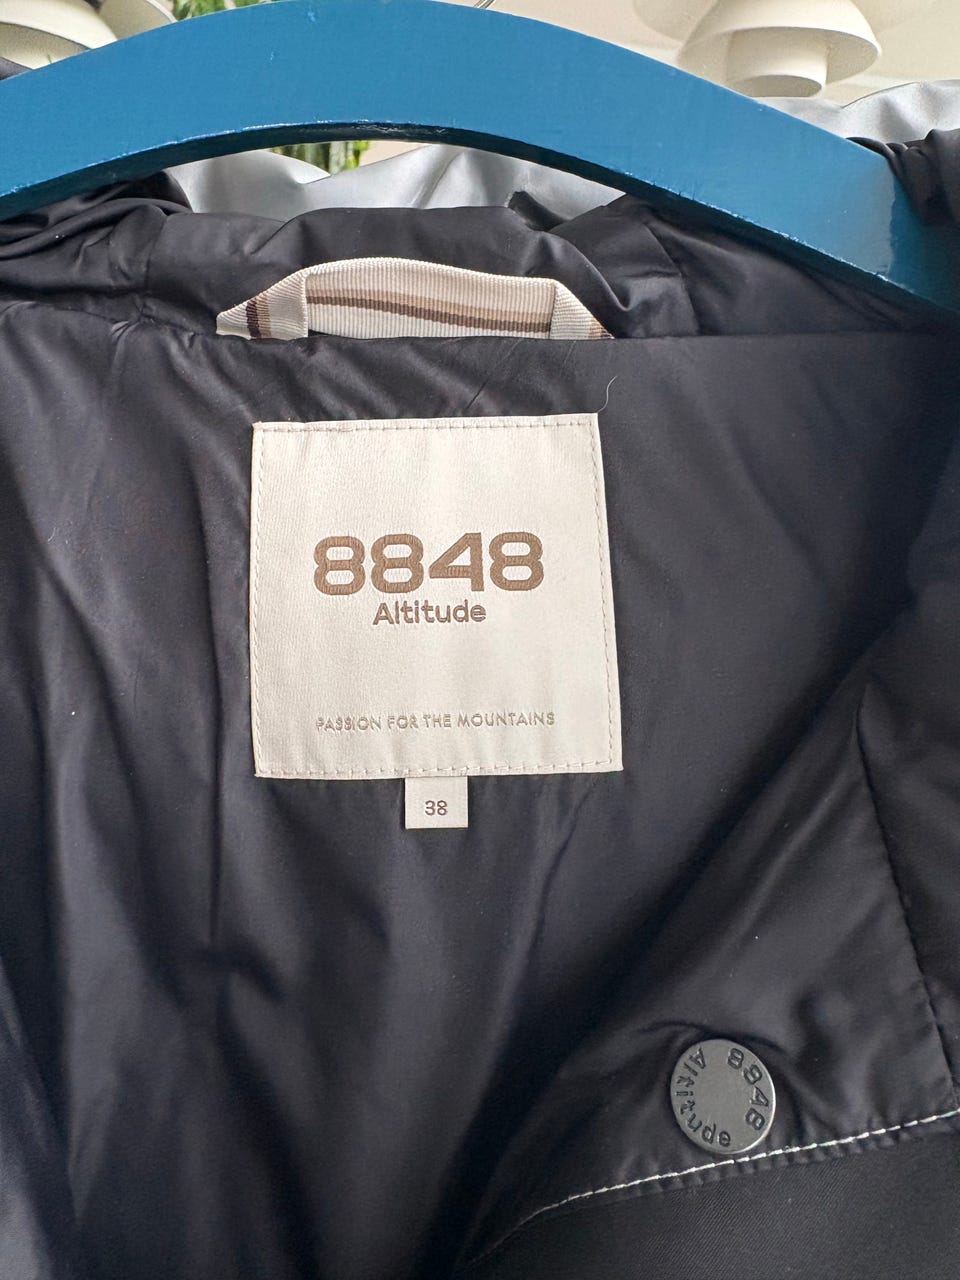 8848
Altitude
PASSION FOR THE MOUNTAINS
38
8848 Altitude